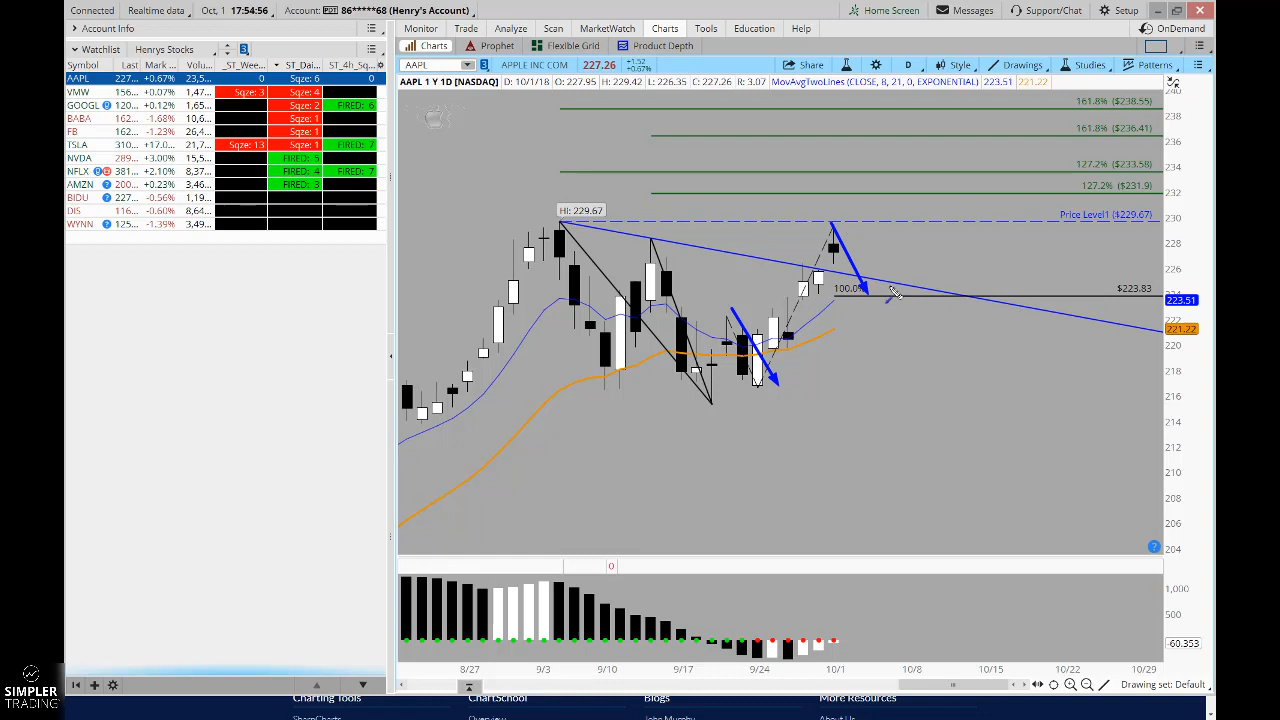 Connected Realtime data Oct, 1 17:54:56 Account: PDT 86*****68 (Henry's Account) Home Screen Messages Support/Chat Setup
Account Info
Monitor Trade Analyze Scan MarketWatch Charts Tools Education Help OnDemand
Watchlist Henrys Stocks 3
Charts Prophet Flexible Grid Product Depth
Symbol Last Mark ... Volu... _ST_Wee... ST_Dai... ST_4h_Sq...
AAPL 3 APPLE INC COM 227.26 +1.52 +0.67% Share D Style Drawings Studies Patterns
AAPL 227... +0.67% 23,5... 0 Sqze: 6 0
VMW 156... +0.77% 1,47... Sqze: 3 Sqze: 4
GOOGL 120... +0.12% 1,65... Sqze: 2 FIRED: 6
BABA 162... -1.68% 10,6... Sqze: 1
FB 162... -1.23% 26,4... Sqze: 1
TSLA 310... +17.0... 21,7... Sqze: 13 Sqze: 1 FIRED: 7
NVDA 289... +3.00% 15,5... FIRED: 5
NFLX 381... +2.10% 8,37... FIRED: 4 FIRED: 7
AMZN 200... +0.23% 3,46... FIRED: 3
BIDU 227... -0.56% 1,19...
DIS 116... -0.60% 8,64...
WYNN 125... -1.39% 3,49...
AAPL 1 Y 1D [NASDAQ] D: 10/1/18 O: 227.95 H: 229.42 L: 226.35 C: 227.26 R: 3.07 MovAvgTwoLines (CLOSE, 8, 21, 0, EXPONENTIAL) 223.51 221.22
240
161.8% ($238.55)
238
161.8% ($236.41)
236
234
127.2% ($233.58)
232
127.2% ($231.9)
230
HI: 229.67
Price Level1 ($229.67)
228
226
100.0%
$223.83
224
223.51
222
221.22
220
218
216
214
212
210
208
206
204
?
0
1,000
500
-60.353
8/27 9/3 9/10 9/17 9/24 10/1 10/8 10/15 10/22 10/29
Drawing set: Default
SIMPLER
TRADING
Charting Tools ChartSchool Blogs More Resources
SharpCharts Overview John Murphy About Us